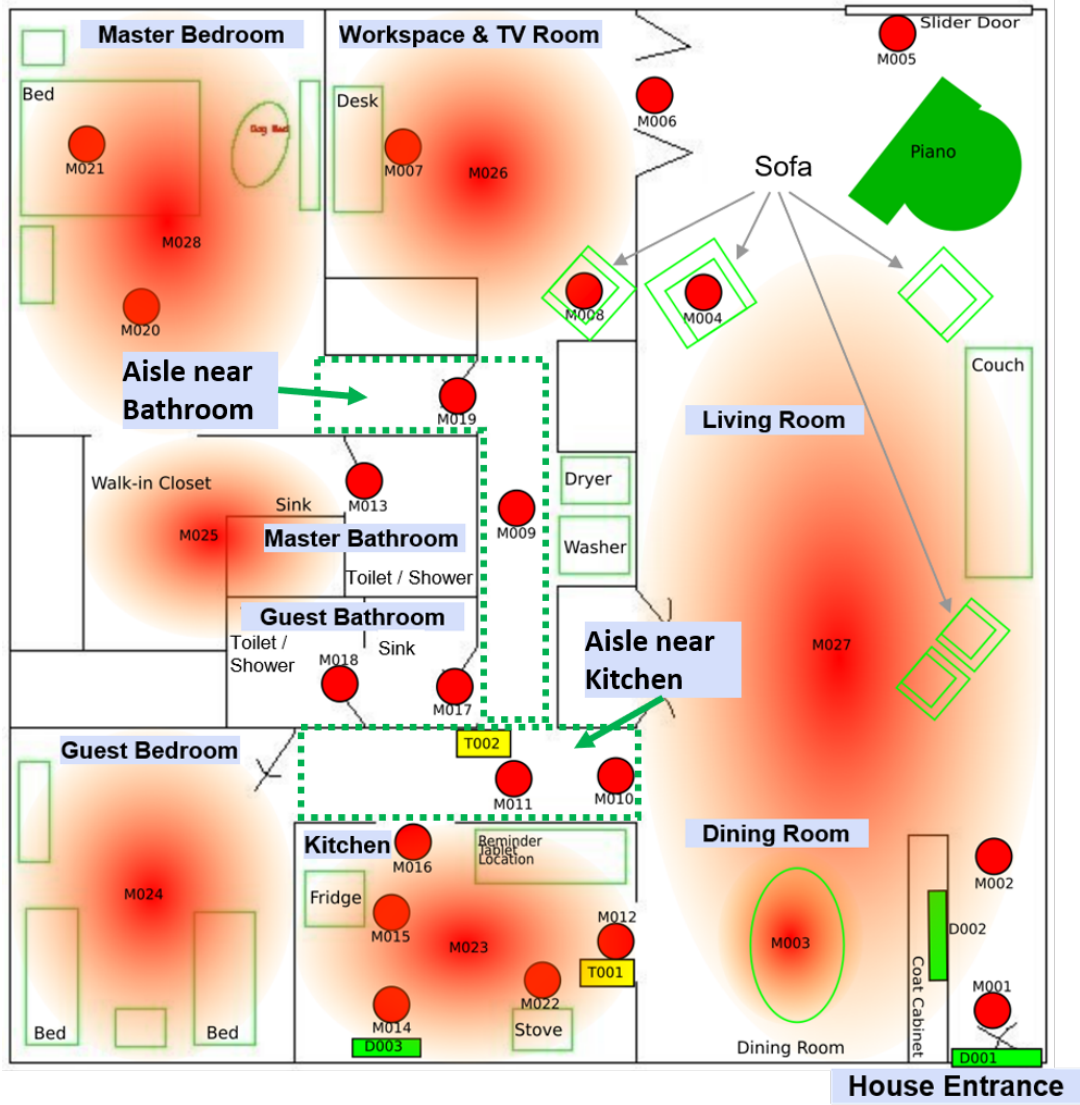 Master Bedroom
Workspace & TV Room
Slider Door
M005
Bed
Desk
M006
Dog Bed
M021
M007
M026
Sofa
Piano
M028
M020
M008
M004
Aisle near
Bathroom
M019
Couch
Living Room
Walk-in Closet
Sink
M013
M025
Master Bathroom
M009
Dryer
Washer
Toilet / Shower
Guest Bathroom
Toilet /
Shower
Sink
M018
M017
Aisle near
Kitchen
M027
Guest Bedroom
T002
M011
M010
Kitchen
M016
Reminder
Tablet
Location
Dining Room
M002
Fridge
M015
M012
M024
M023
M003
D002
T001
M022
M014
M001
Coat Cabinet
Bed
Bed
Stove
D003
Dining Room
D001
House Entrance